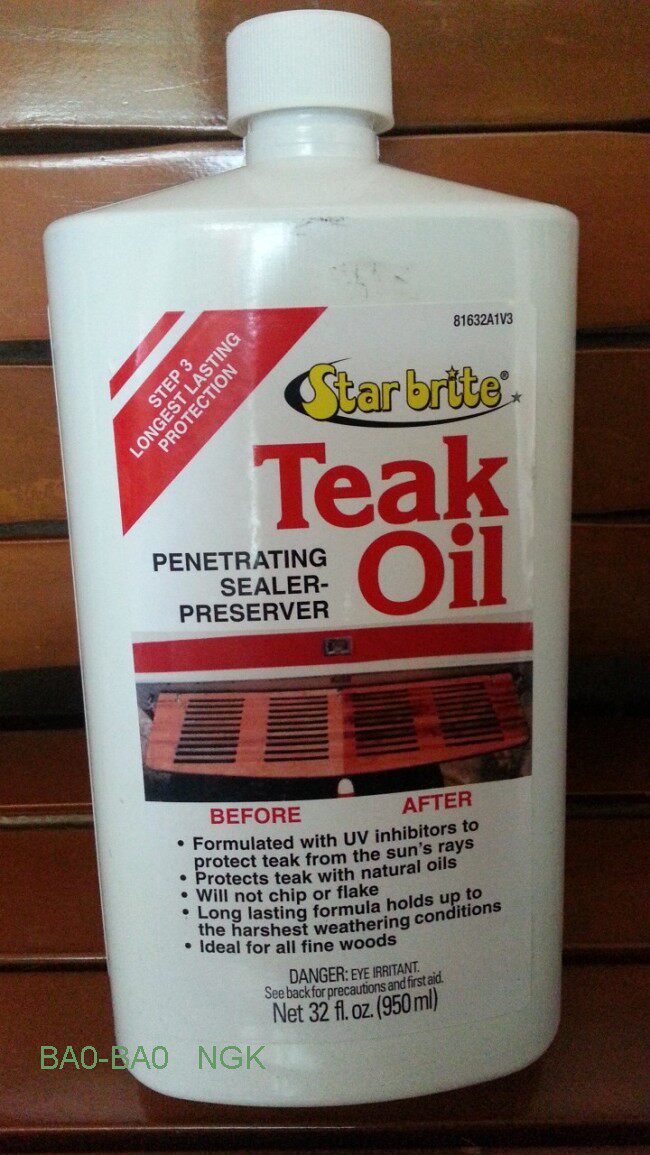 81632A1V3
STEP 3
LONGEST LASTING
PROTECTION
Star brite®
Teak
Oil
PENETRATING
SEALER-
PRESERVER
BEFORE AFTER
• Formulated with UV inhibitors to
protect teak from the sun's rays
• Protects teak with natural oils
• Will not chip or flake
• Long lasting formula holds up to
the harshest weathering conditions
• Ideal for all fine woods
DANGER: EYE IRRITANT.
See back for precautions and first aid.
Net 32 fl. oz. (950 ml)
BAO-BAO NGK